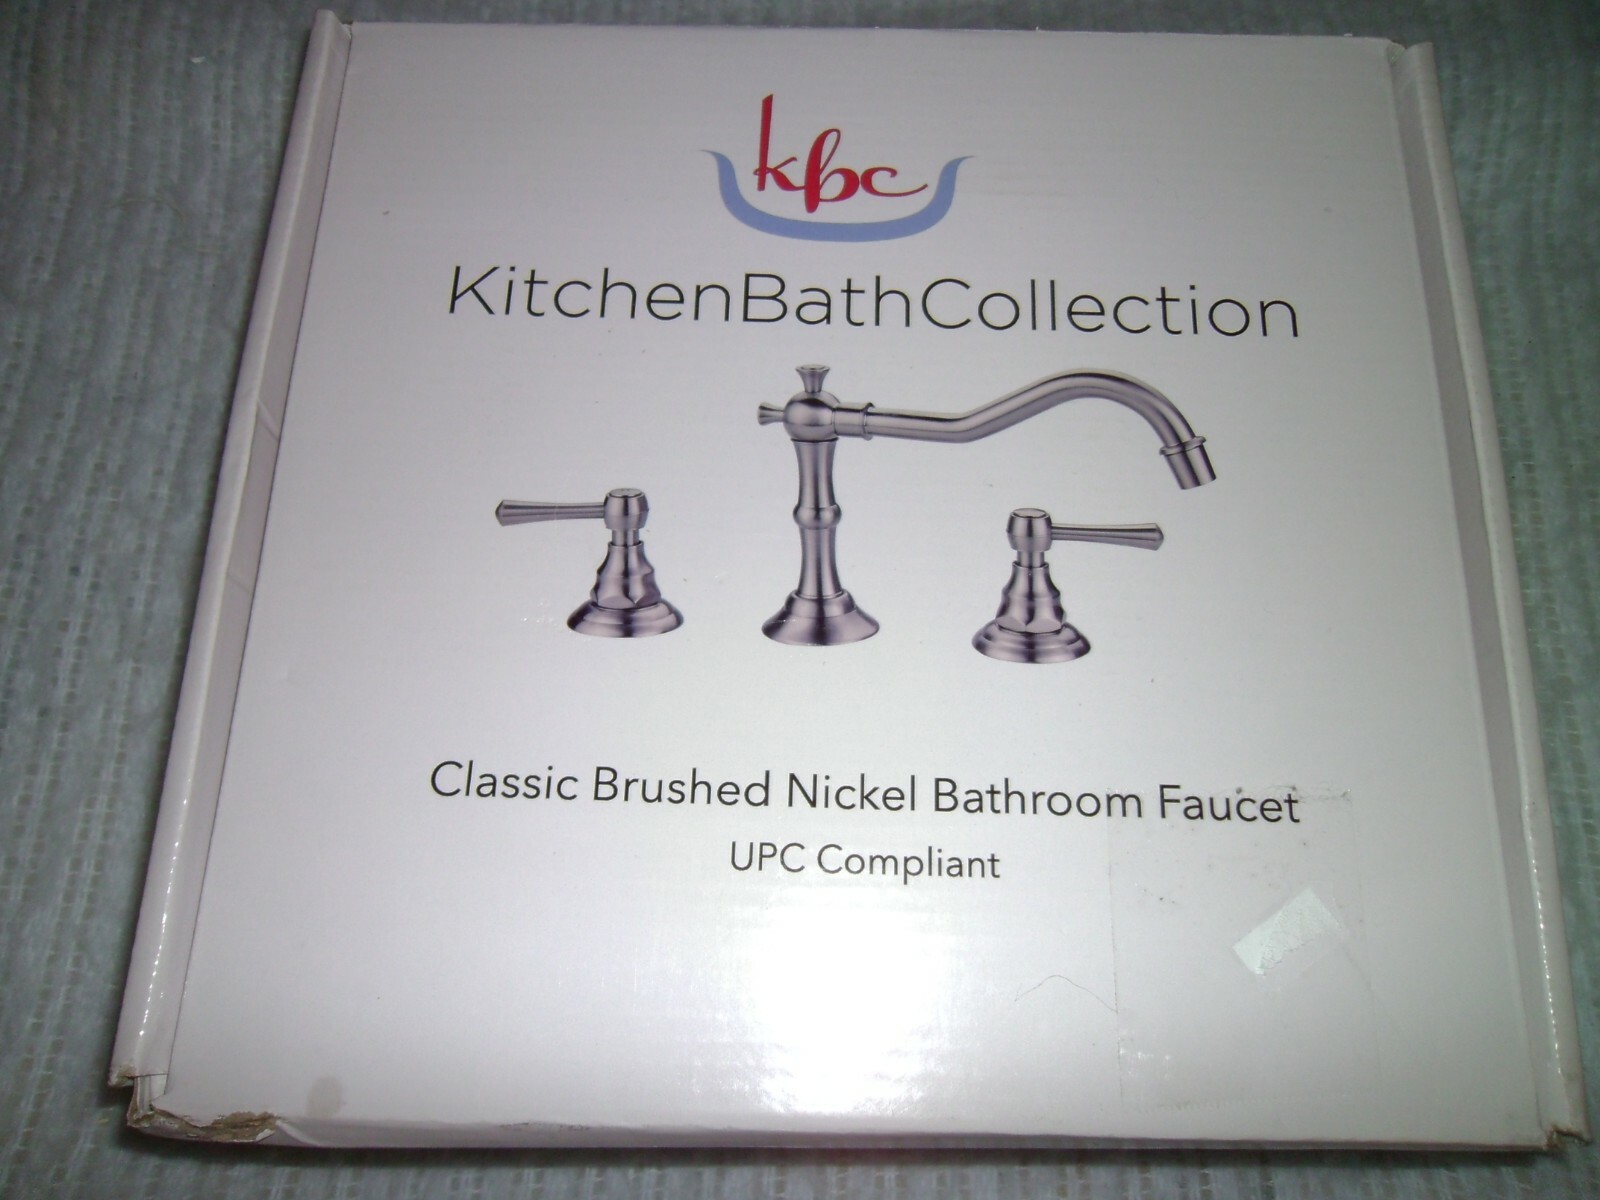 kbc
KitchenBathCollection
Classic Brushed Nickel Bathroom Faucet
UPC Compliant